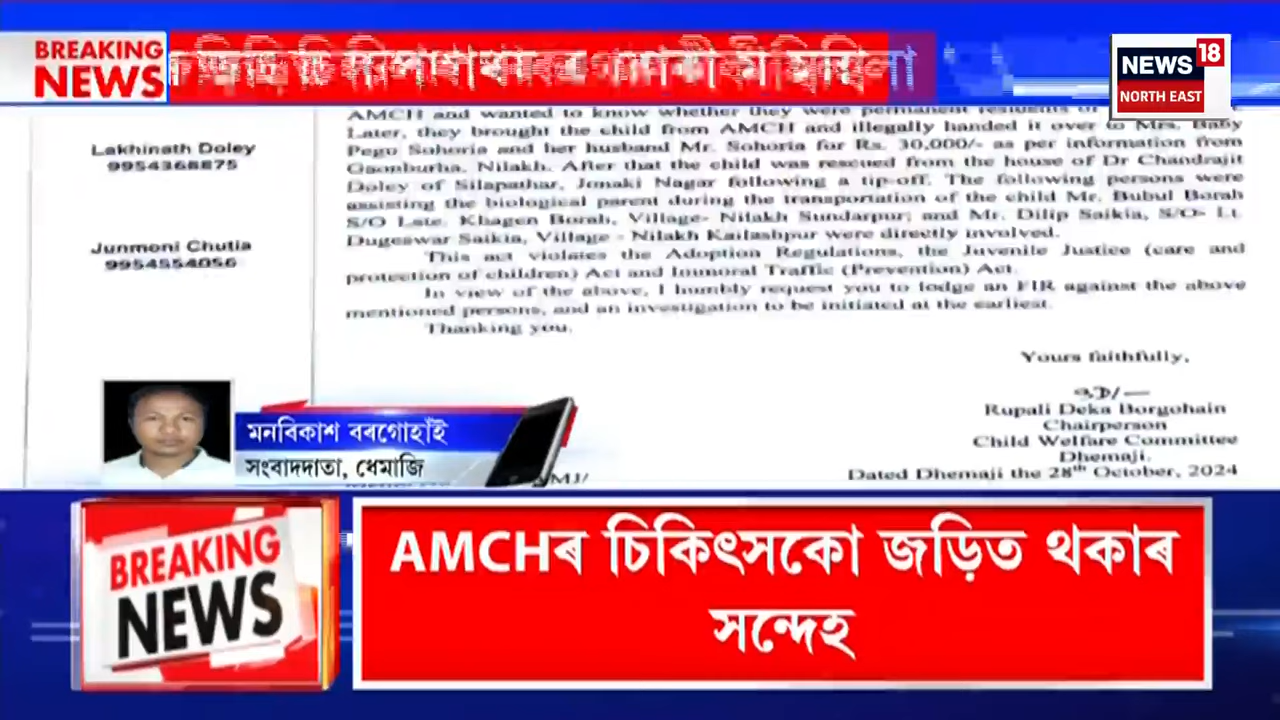 BREAKING
NEWS
NEWS 18
NORTH EAST
AMCH and wanted to know whether they were permanent residents of
Lakhinath Doley
9954368875
Junmoni Chutia
9954554056
Later, they brought the child from AMCH and illegally handed it over to Mrs. Baby
Pegu Sohoria and her husband Mr. Sohoria for Rs. 30,000/- as per information from
Gaonburha, Nilakh. After that the child was rescued from the house of Dr Chandrajit
Doley of Silapathar, Jonaki Nagar following a tip-off. The following persons were
assisting the biological parent during the transportation of the child Mr. Bubul Borah
S/O Late. Khagen Borah, Village- Nilakh Sundarpur; and Mr. Dilip Saikia, S/O- Lt.
Dugeswar Saikia, Village - Nilakh Kailashpur were directly involved.
This act violates the Adoption Regulations, the Juvenile Justice (care and
protection of children) Act and Immoral Traffic (Prevention) Act.
In view of the above, I humbly request you to lodge an FIR against the above
mentioned persons, and an investigation to be initiated at the earliest.
Thanking you.
Yours faithfully,
Sd/—
Rupali Deka Borgohain
Chairperson
Child Welfare Committee
Dhemaji.
Dated Dhemaji the 28th October, 2024
মনবিকাশ বৰগোহাঁই
সংবাদদাতা, ধেমাজি
BREAKING
NEWS
AMCHৰ চিকিৎসকো জড়িত থকাৰ
সন্দেহ